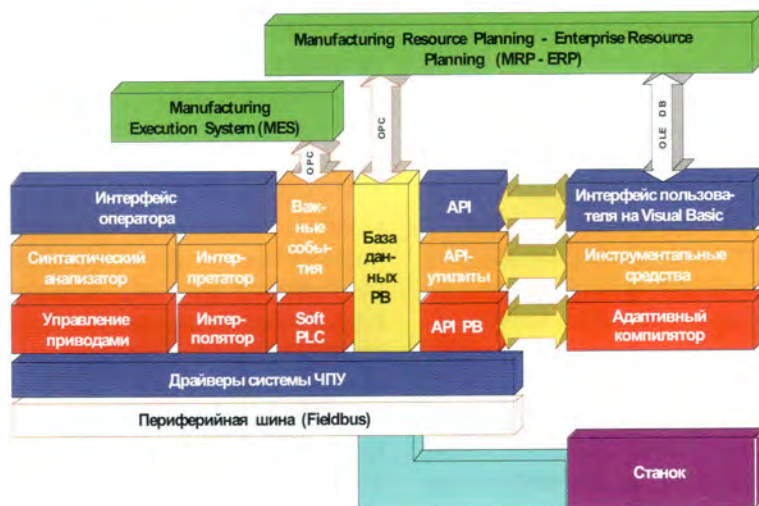 Manufacturing Resource Planning - Enterprise Resource
Planning (MRP - ERP)
Manufacturing
Execution System (MES)
OPC
OPC
OLE DB
Интерфейс
оператора
Важ-
ные
собы-
тия
База
дан-
ных
РВ
API
Интерфейс пользова-
теля на Visual Basic
Синтактический
анализатор
Интер-
претатор
API-
утилиты
Инструментальные
средства
Управление
приводами
Интер-
полятор
Soft
PLC
API РВ
Адаптивный
компилятор
Драйверы системы ЧПУ
Периферийная шина (Fieldbus)
Станок